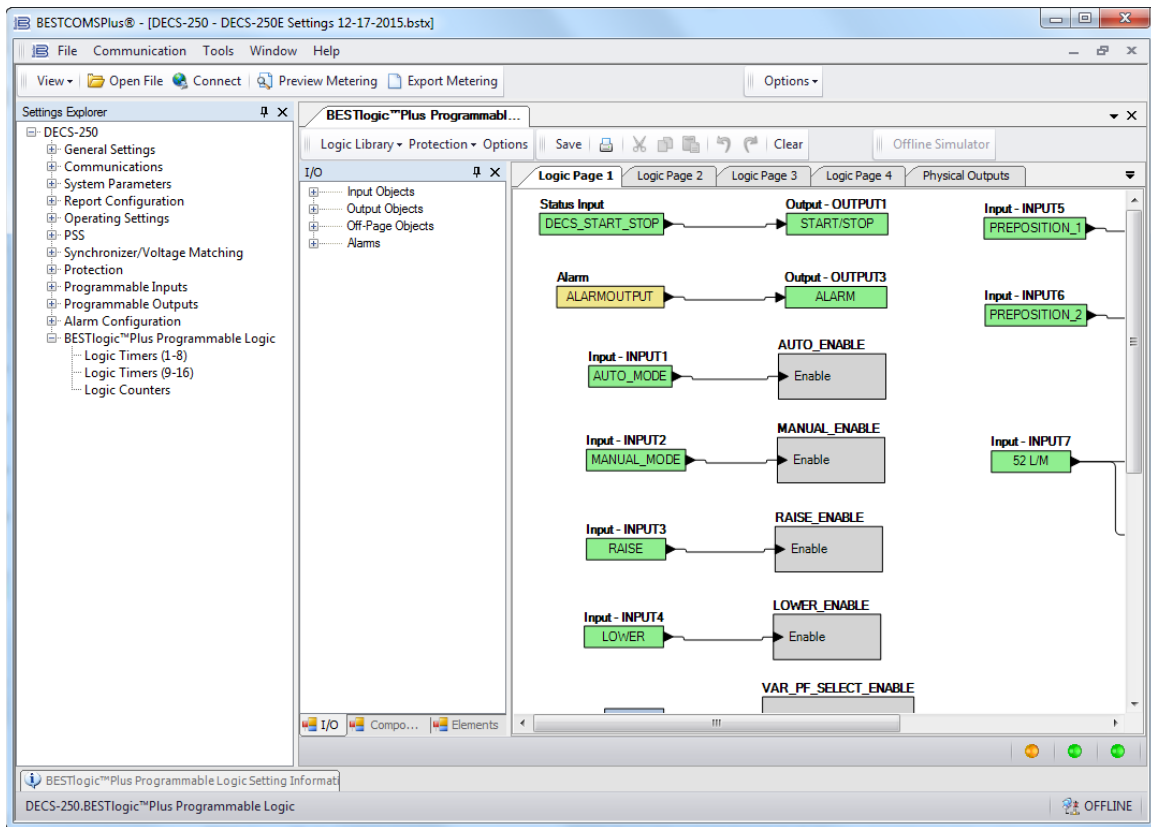 BESTCOMSPlus® - [DECS-250 - DECS-250E Settings 12-17-2015.bstx]
File Communication Tools Window Help
View Open File Connect Preview Metering Export Metering Options
Settings Explorer
DECS-250
General Settings
Communications
System Parameters
Report Configuration
Operating Settings
PSS
Synchronizer/Voltage Matching
Protection
Programmable Inputs
Programmable Outputs
Alarm Configuration
BESTlogic™Plus Programmable Logic
Logic Timers (1-8)
Logic Timers (9-16)
Logic Counters
BESTlogic™Plus Programmabl...
Logic Library Protection Options Save Clear Offline Simulator
I/O
Input Objects
Output Objects
Off-Page Objects
Alarms
I/O Compo... Elements
Logic Page 1 Logic Page 2 Logic Page 3 Logic Page 4 Physical Outputs
Status Input
DECS_START_STOP
Output - OUTPUT1
START/STOP
Input - INPUT5
PREPOSITION_1
Alarm
ALARMOUTPUT
Output - OUTPUT3
ALARM
Input - INPUT6
PREPOSITION_2
Input - INPUT1
AUTO_MODE
AUTO_ENABLE
Enable
Input - INPUT2
MANUAL_MODE
MANUAL_ENABLE
Enable
Input - INPUT7
52 L/M
Input - INPUT3
RAISE
RAISE_ENABLE
Enable
Input - INPUT4
LOWER
LOWER_ENABLE
Enable
VAR_PF_SELECT_ENABLE
BESTlogic™Plus Programmable Logic Setting Informati
DECS-250.BESTlogic™Plus Programmable Logic
OFFLINE